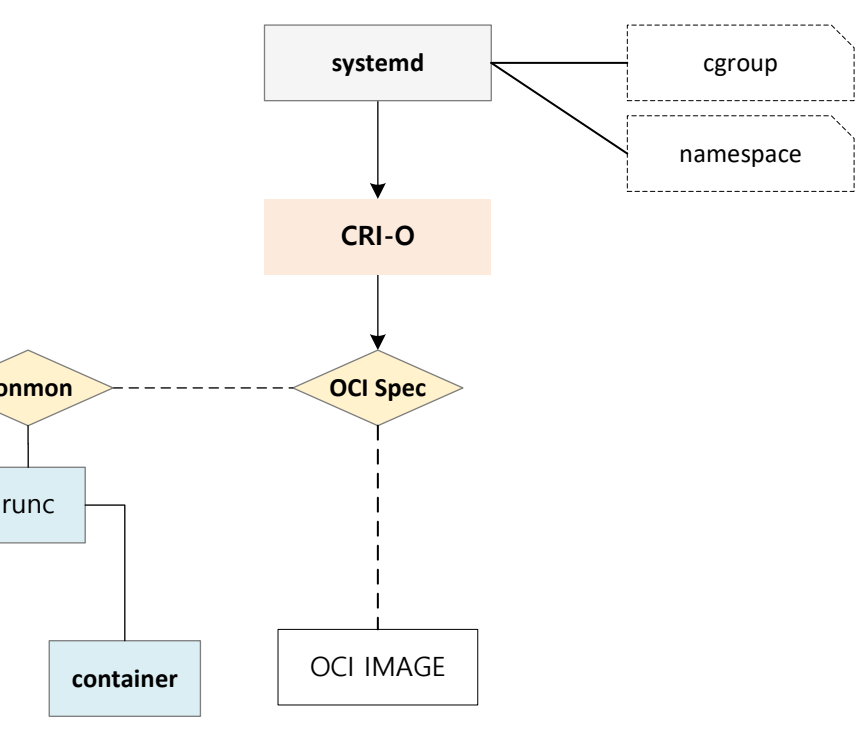 systemd
cgroup
namespace
CRI-O
onmon
OCI Spec
runc
container
OCI IMAGE